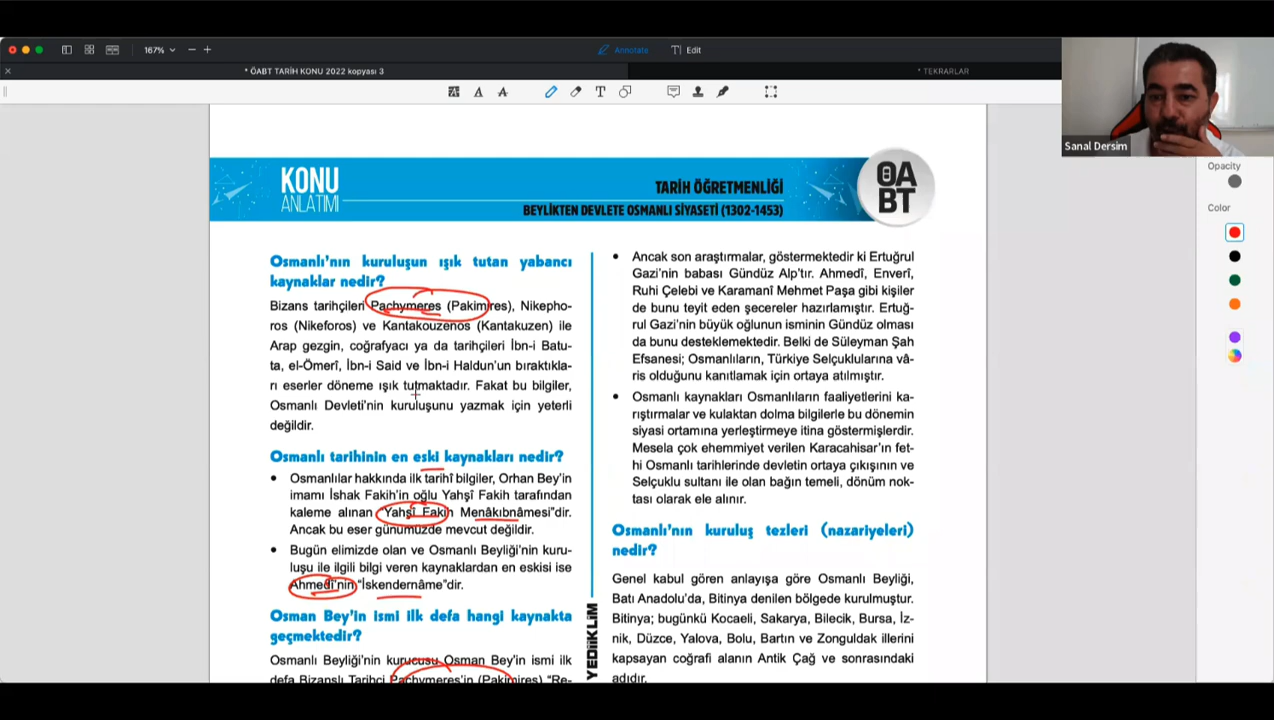 167%
Annotate
Edit
* ÖABT TARİH KONU 2022 kopyası 3
* TEKRARLAR
Sanal Dersim
Opacity
Color
KONU
ANLATIMI
TARİH ÖĞRETMENLİĞİ
BEYLİKTEN DEVLETE OSMANLI SİYASETİ (1302-1453)
ÖABT
Osmanlı'nın kuruluşun ışık tutan yabancı
kaynaklar nedir?
Bizans tarihçileri Pachymeres (Pakimires), Nikepho-
ros (Nikeforos) ve Kantakouzenos (Kantakuzen) ile
Arap gezgin, coğrafyacı ya da tarihçileri İbn-i Batu-
ta, el-Ömerî, İbn-i Said ve İbn-i Haldun'un bıraktıkla-
rı eserler döneme ışık tutmaktadır. Fakat bu bilgiler,
Osmanlı Devleti'nin kuruluşunu yazmak için yeterli
değildir.
Osmanlı tarihinin en eski kaynakları nedir?
• Osmanlılar hakkında ilk tarihî bilgiler, Orhan Bey'in
imamı İshak Fakih'in oğlu Yahşî Fakih tarafından
kaleme alınan "Yahşî Fakih Menâkıbnâmesi"dir.
Ancak bu eser günümüzde mevcut değildir.
• Bugün elimizde olan ve Osmanlı Beyliği'nin kuru-
luşu ile ilgili bilgi veren kaynaklardan en eskisi ise
Ahmedi'nin "İskendernâme"dir.
Osman Bey'in ismi ilk defa hangi kaynakta
geçmektedir?
Osmanlı Beyliği'nin kurucusu Osman Bey'in ismi ilk
defa Bizanslı Tarihçi Pachymeres'in (Pakimires) "Re-
• Ancak son araştırmalar, göstermektedir ki Ertuğrul
Gazi'nin babası Gündüz Alp'tır. Ahmedî, Enverî,
Ruhi Çelebi ve Karamanî Mehmet Paşa gibi kişiler
de bunu teyit eden şecereler hazırlamıştır. Ertuğ-
rul Gazi'nin büyük oğlunun isminin Gündüz olması
da bunu desteklemektedir. Belki de Süleyman Şah
Efsanesi; Osmanlıların, Türkiye Selçuklularına vâ-
ris olduğunu kanıtlamak için ortaya atılmıştır.
• Osmanlı kaynakları Osmanlıların faaliyetlerini ka-
rıştırmalar ve kulaktan dolma bilgilerle bu dönemin
siyasi ortamına yerleştirmeye itina göstermişlerdir.
Mesela çok ehemmiyet verilen Karacahisar'ın fet-
hi Osmanlı tarihlerinde devletin ortaya çıkışının ve
Selçuklu sultanı ile olan bağın temeli, dönüm nok-
tası olarak ele alınır.
Osmanlı'nın kuruluş tezleri (nazariyeleri)
nedir?
Genel kabul gören anlayışa göre Osmanlı Beyliği,
Batı Anadolu'da, Bitinya denilen bölgede kurulmuştur.
Bitinya; bugünkü Kocaeli, Sakarya, Bilecik, Bursa, İz-
nik, Düzce, Yalova, Bolu, Bartın ve Zonguldak illerini
kapsayan coğrafi alanın Antik Çağ ve sonrasındaki
adıdır.
YEDİİKLİM